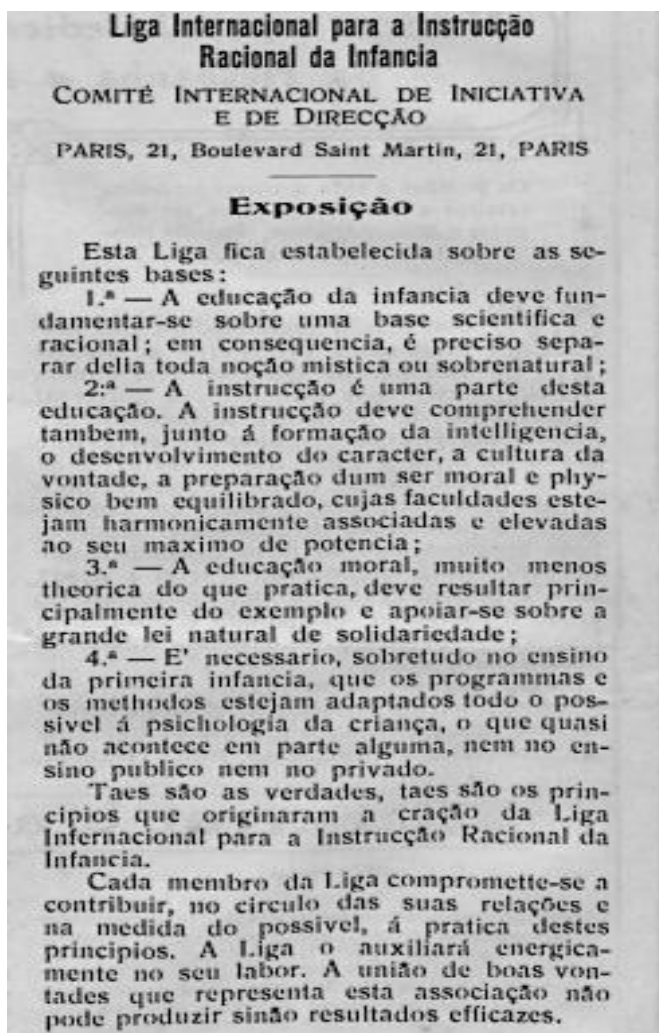 Liga Internacional para a Instrucção
Racional da Infancia
COMITÉ INTERNACIONAL DE INICIATIVA
E DE DIRECÇÃO
PARIS, 21, Boulevard Saint Martin, 21, PARIS
Exposição
Esta Liga fica estabelecida sobre as se-
guintes bases:
1.ª — A educação da infancia deve fun-
damentar-se sobre uma base scientifica e
racional; em consequencia, é preciso sepa-
rar della toda noção mistica ou sobrenatural;
2.ª — A instrucção é uma parte desta
educação. A instrucção deve comprehender
tambem, junto á formação da intelligencia,
o desenvolvimento do caracter, a cultura da
vontade, a preparação dum ser moral e phy-
sico bem equilibrado, cujas faculdades este-
jam harmonicamente associadas e elevadas
ao seu maximo de potencia;
3.ª — A educação moral, muito menos
theorica do que pratica, deve resultar prin-
cipalmente do exemplo e apoiar-se sobre a
grande lei natural de solidariedade;
4.ª — E' necessario, sobretudo no ensino
da primeira infancia, que os programmas e
os methodos estejam adaptados todo o pos-
sivel á psichologia da criança, o que quasi
não acontece em parte alguma, nem no en-
sino publico nem no privado.
Taes são as verdades, taes são os prin-
cipios que originaram a cração da Liga
Internacional para a Instrucção Racional da
Infancia.
Cada membro da Liga compromette-se a
contribuir, no circulo das suas relações e
na medida do possivel, á pratica destes
principios. A Liga o auxiliará energica-
mente no seu labor. A união de boas von-
tades que representa esta associação não
pode produzir sinão resultados efficazes.